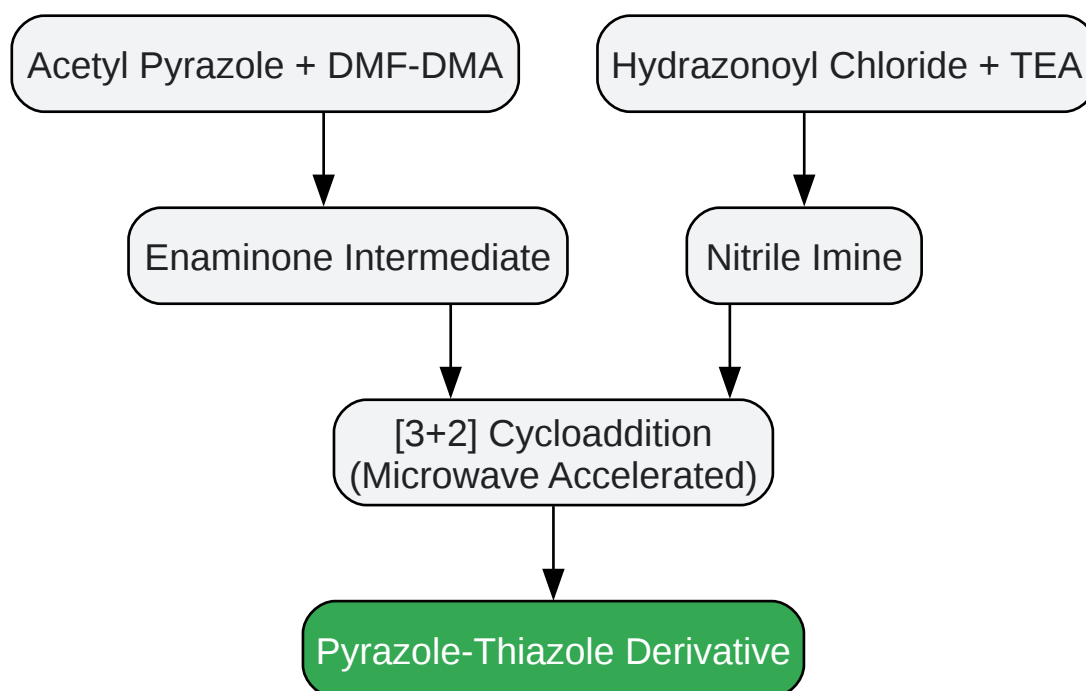 Acetyl Pyrazole + DMF-DMA
Hydrazonoyl Chloride + TEA
Enaminone Intermediate
Nitrile Imine
[3+2] Cycloaddition
(Microwave Accelerated)
Pyrazole-Thiazole Derivative